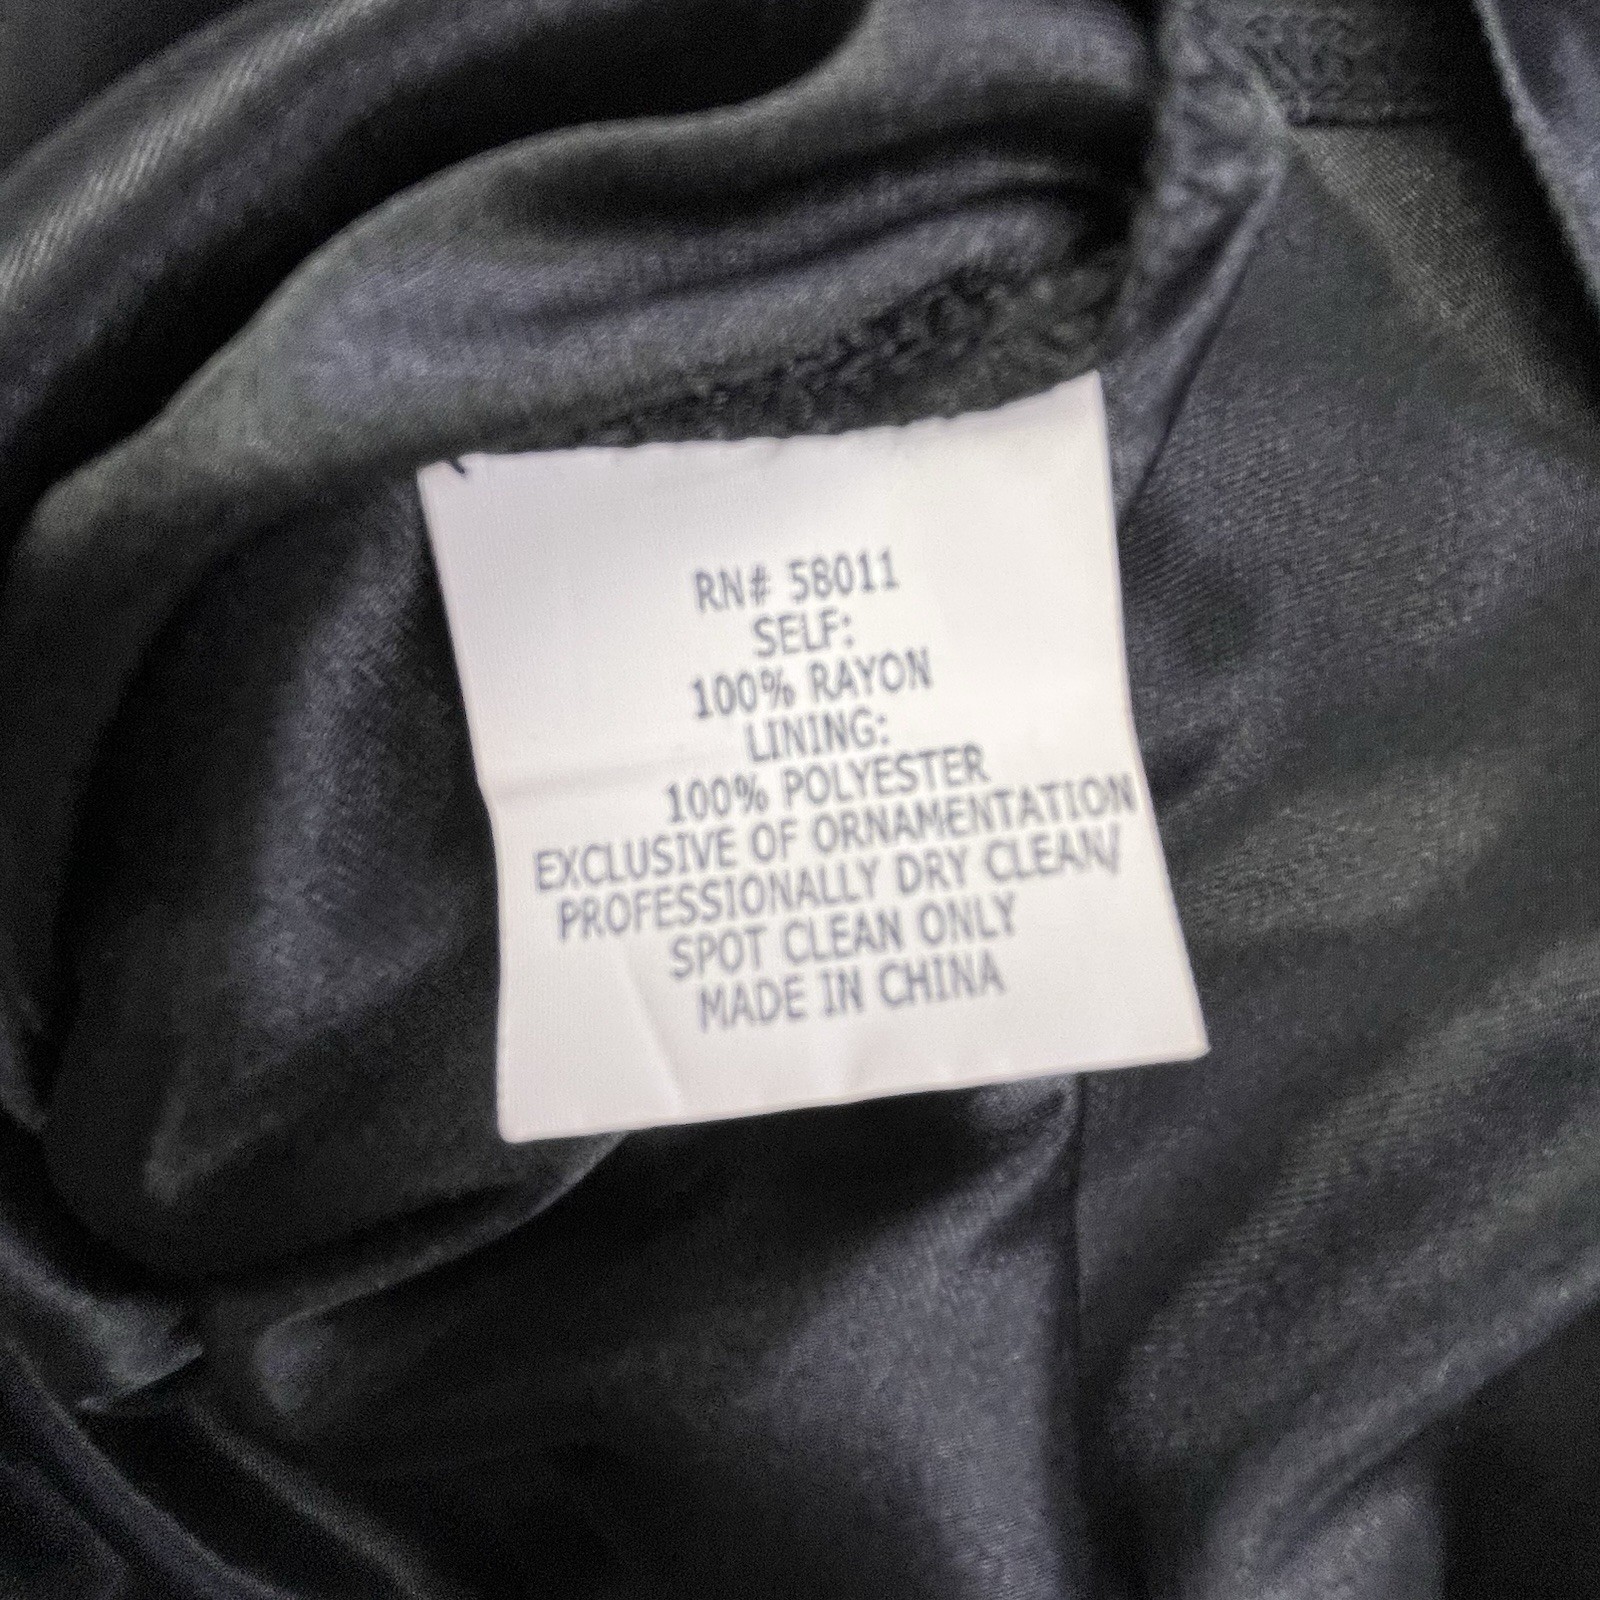 RN# 58011
SELF:
100% RAYON
LINING:
100% POLYESTER
EXCLUSIVE OF ORNAMENTATION
PROFESSIONALLY DRY CLEAN/
SPOT CLEAN ONLY
MADE IN CHINA